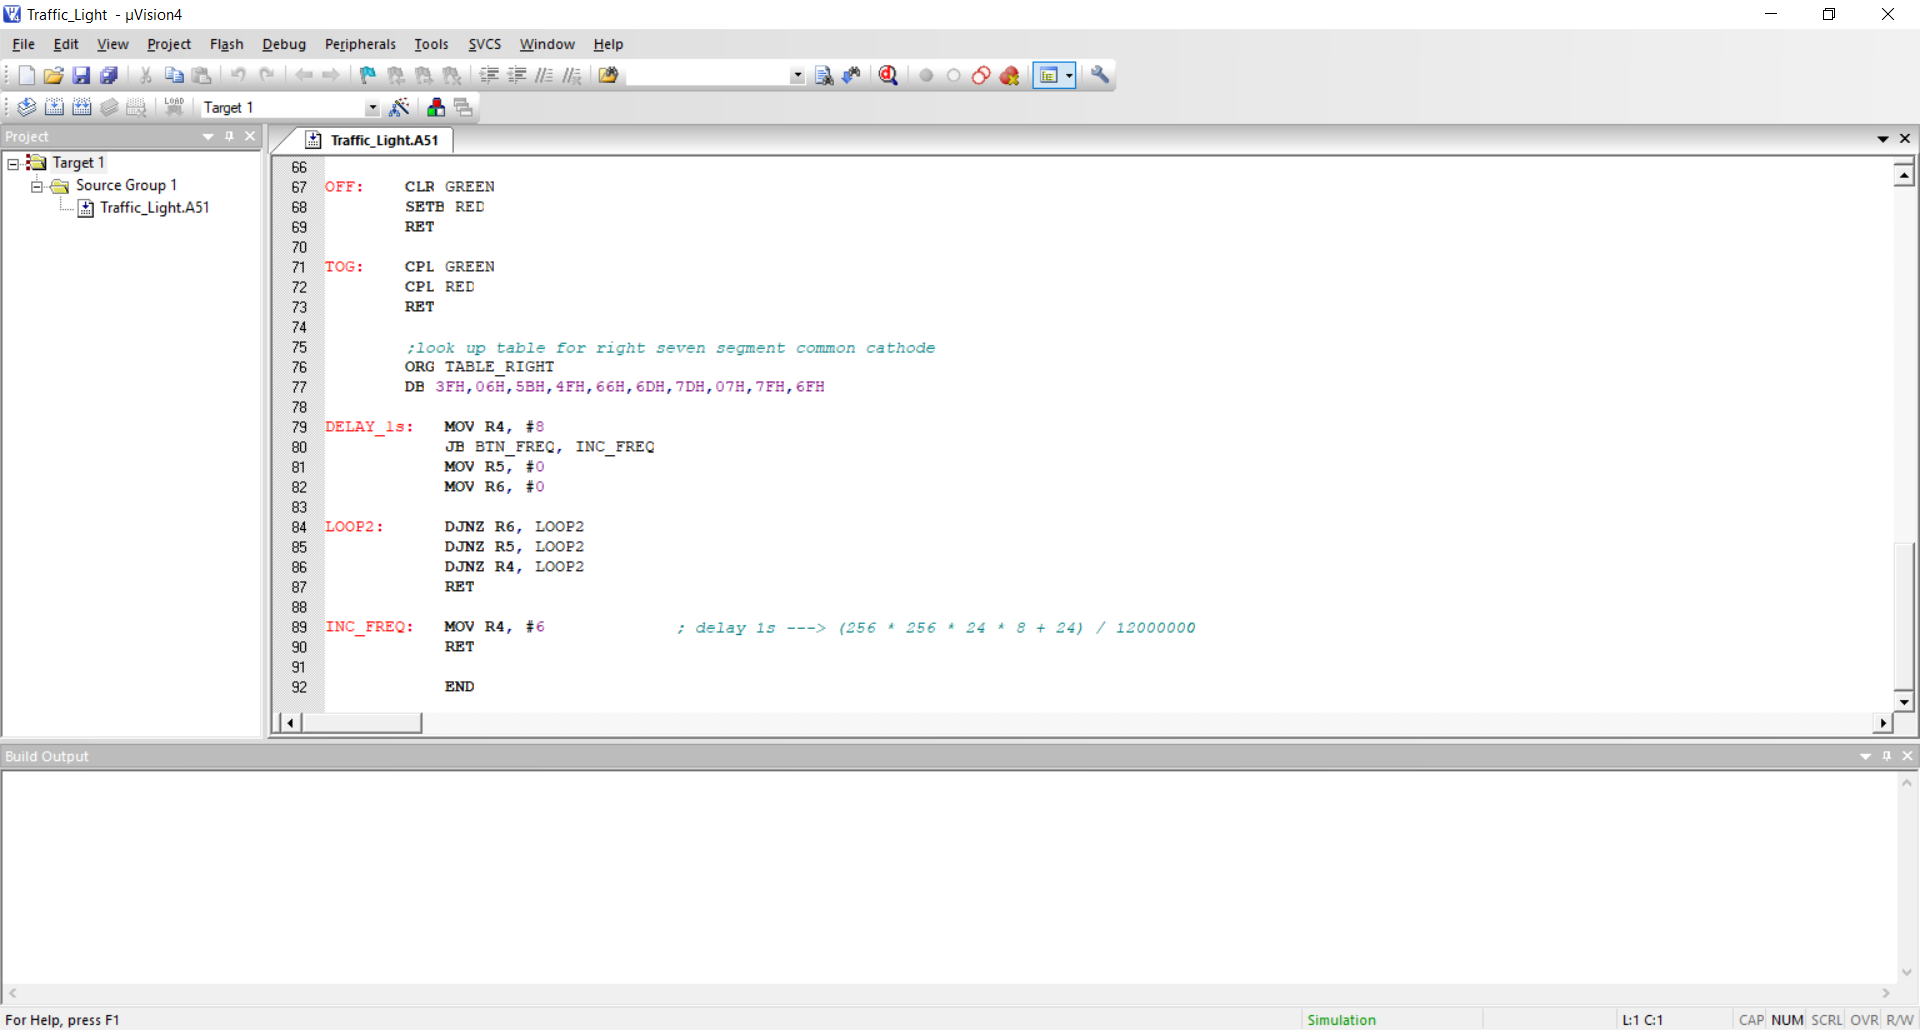 Traffic_Light - µVision4
File Edit View Project Flash Debug Peripherals Tools SVCS Window Help
LOAD Target 1
Project
Traffic_Light.A51
Target 1
Source Group 1
Traffic_Light.A51
66
67 OFF: CLR GREEN
68 SETB RED
69 RET
70
71 TOG: CPL GREEN
72 CPL RED
73 RET
74
75 ;look up table for right seven segment common cathode
76 ORG TABLE_RIGHT
77 DB 3FH,06H,5BH,4FH,66H,6DH,7DH,07H,7FH,6FH
78
79 DELAY_1s: MOV R4, #8
80 JB BTN_FREQ, INC_FREQ
81 MOV R5, #0
82 MOV R6, #0
83
84 LOOP2: DJNZ R6, LOOP2
85 DJNZ R5, LOOP2
86 DJNZ R4, LOOP2
87 RET
88
89 INC_FREQ: MOV R4, #6 ; delay 1s ---> (256 * 256 * 24 * 8 + 24) / 12000000
90 RET
91
92 END
Build Output
For Help, press F1 Simulation L:1 C:1 CAP NUM SCRL OVR R/W